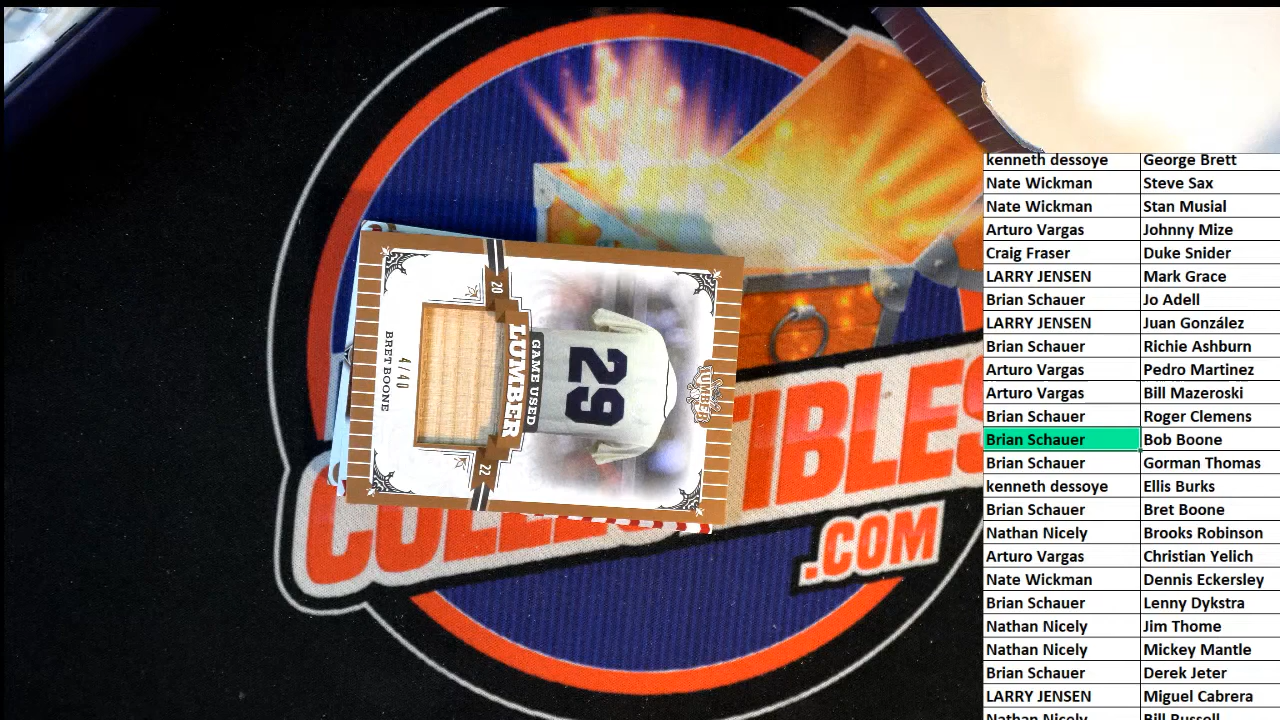 kenneth dessoye George Brett
Nate Wickman Steve Sax
Nate Wickman Stan Musial
Arturo Vargas Johnny Mize
Craig Fraser Duke Snider
LARRY JENSEN Mark Grace
Brian Schauer Jo Adell
LARRY JENSEN Juan González
Brian Schauer Richie Ashburn
Arturo Vargas Pedro Martinez
Arturo Vargas Bill Mazeroski
Brian Schauer Roger Clemens
Brian Schauer Bob Boone
Brian Schauer Gorman Thomas
kenneth dessoye Ellis Burks
Brian Schauer Bret Boone
Nathan Nicely Brooks Robinson
Arturo Vargas Christian Yelich
Nate Wickman Dennis Eckersley
Brian Schauer Lenny Dykstra
Nathan Nicely Jim Thome
Nathan Nicely Mickey Mantle
Brian Schauer Derek Jeter
LARRY JENSEN Miguel Cabrera
Nathan Nicely Bill Russell
LUMBER
29
GAME USED
20 LUMBER 22
4/40
BRET BOONE
.COM